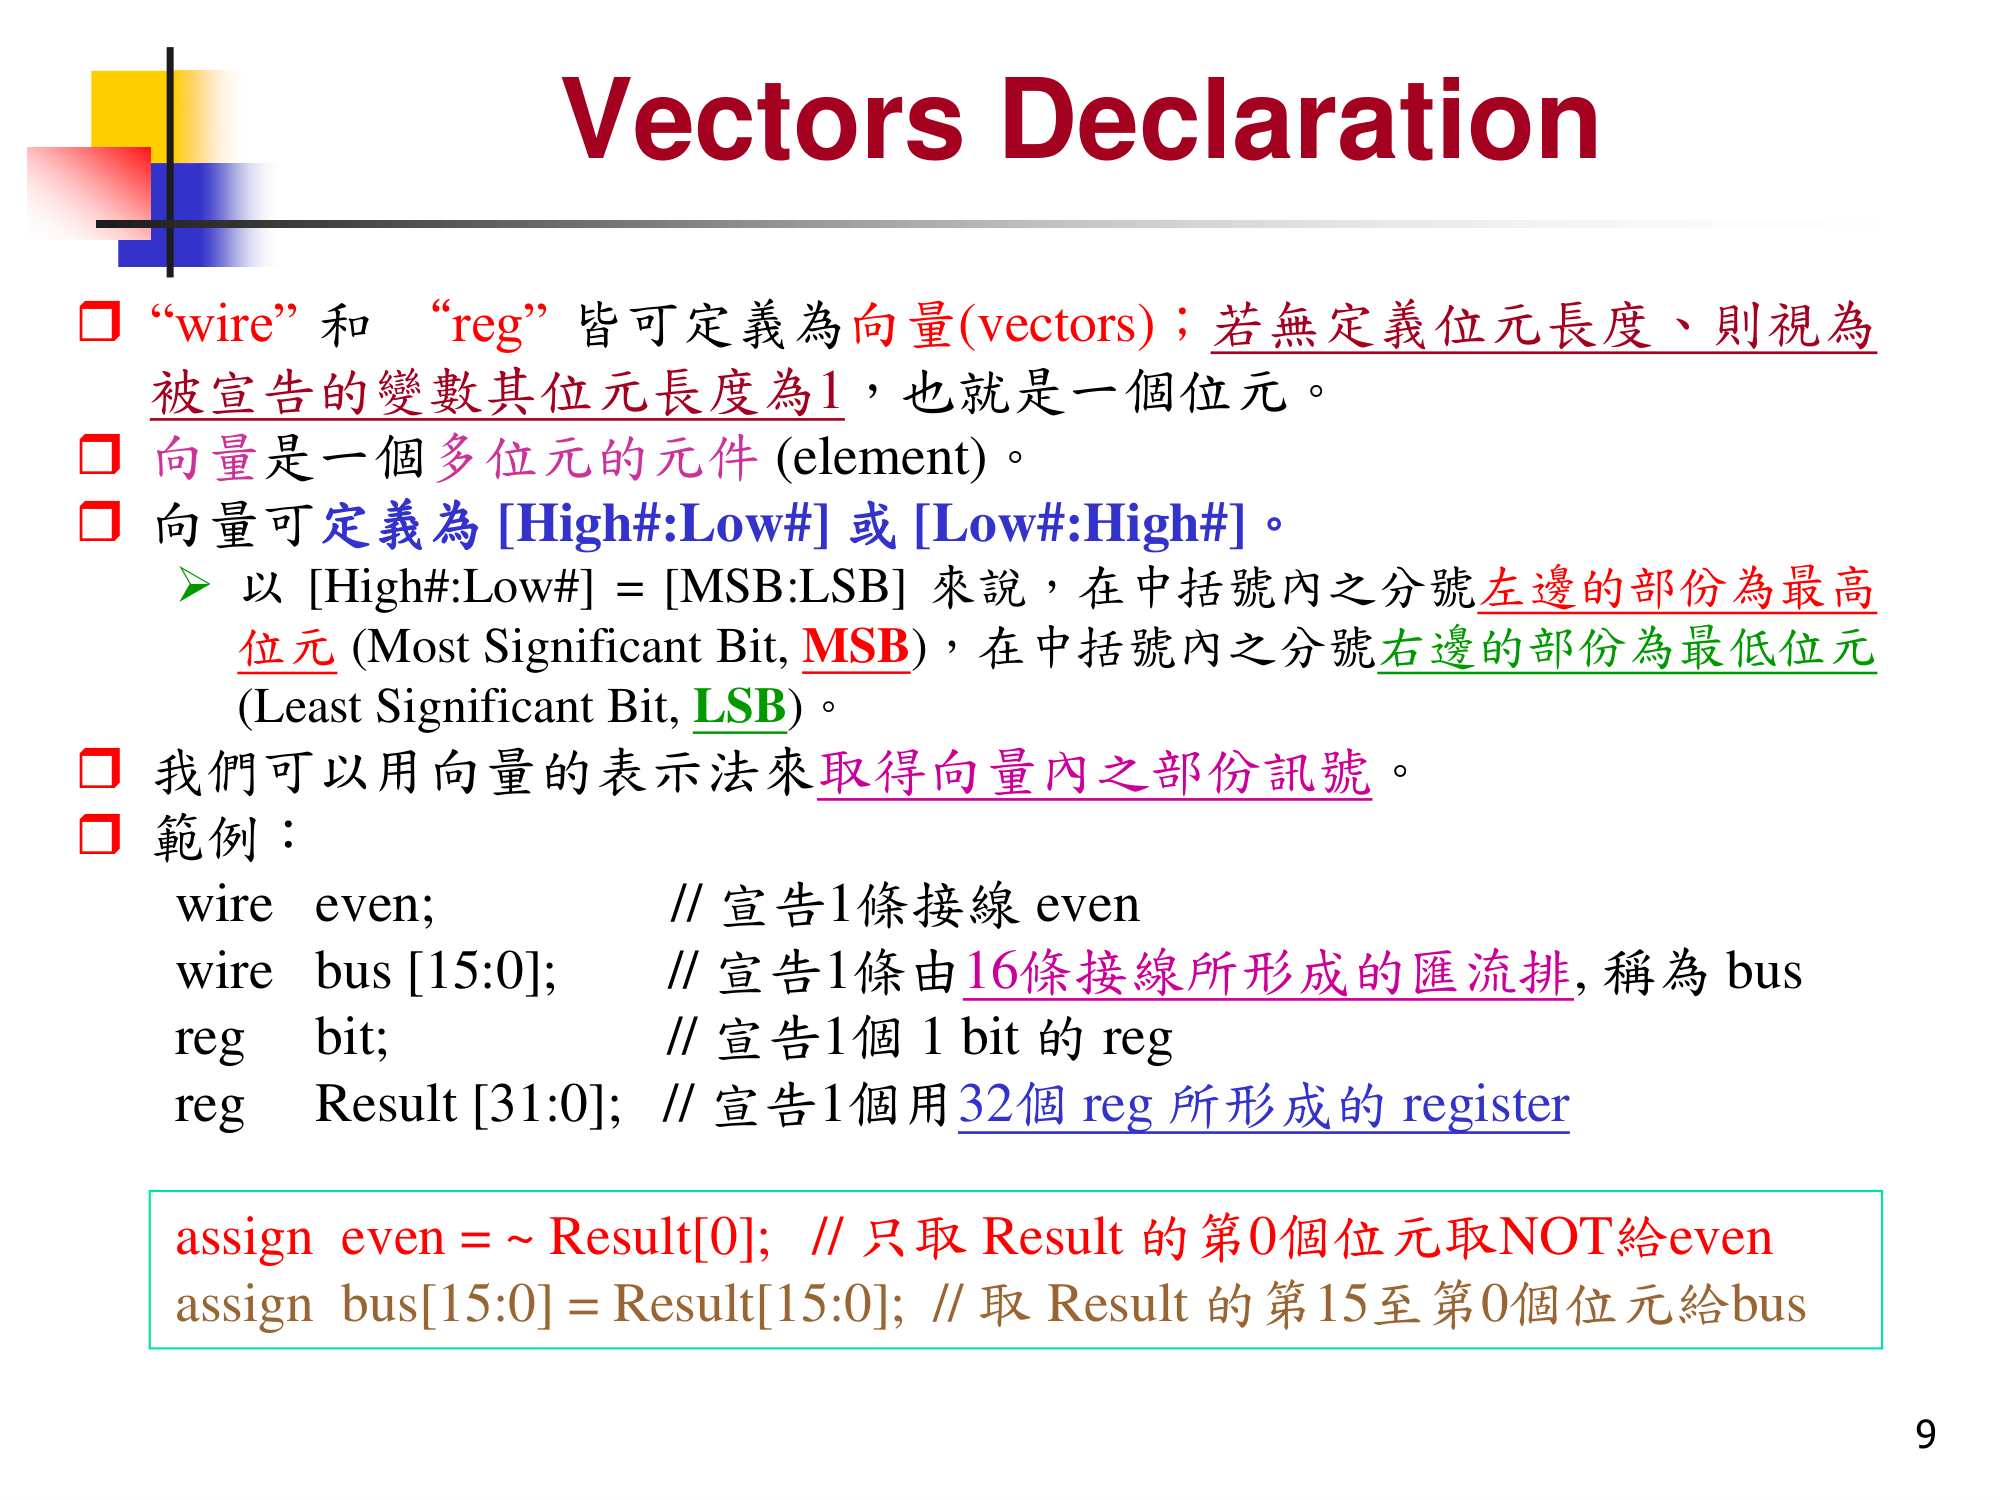 Vectors Declaration
“wire” 和 “reg” 皆可定義為向量(vectors)；若無定義位元長度、則視為
被宣告的變數其位元長度為1，也就是一個位元。
向量是一個多位元的元件 (element)。
向量可定義為 [High#:Low#] 或 [Low#:High#]。
以 [High#:Low#] = [MSB:LSB] 來說，在中括號內之分號左邊的部份為最高
位元 (Most Significant Bit, MSB)，在中括號內之分號右邊的部份為最低位元
(Least Significant Bit, LSB)。
我們可以用向量的表示法來取得向量內之部份訊號。
範例：
wire even; // 宣告1條接線 even
wire bus [15:0]; // 宣告1條由16條接線所形成的匯流排, 稱為 bus
reg bit; // 宣告1個 1 bit 的 reg
reg Result [31:0]; // 宣告1個用32個 reg 所形成的 register
assign even = ~ Result[0]; // 只取 Result 的第0個位元取NOT給even
assign bus[15:0] = Result[15:0]; // 取 Result 的第15至第0個位元給bus
9